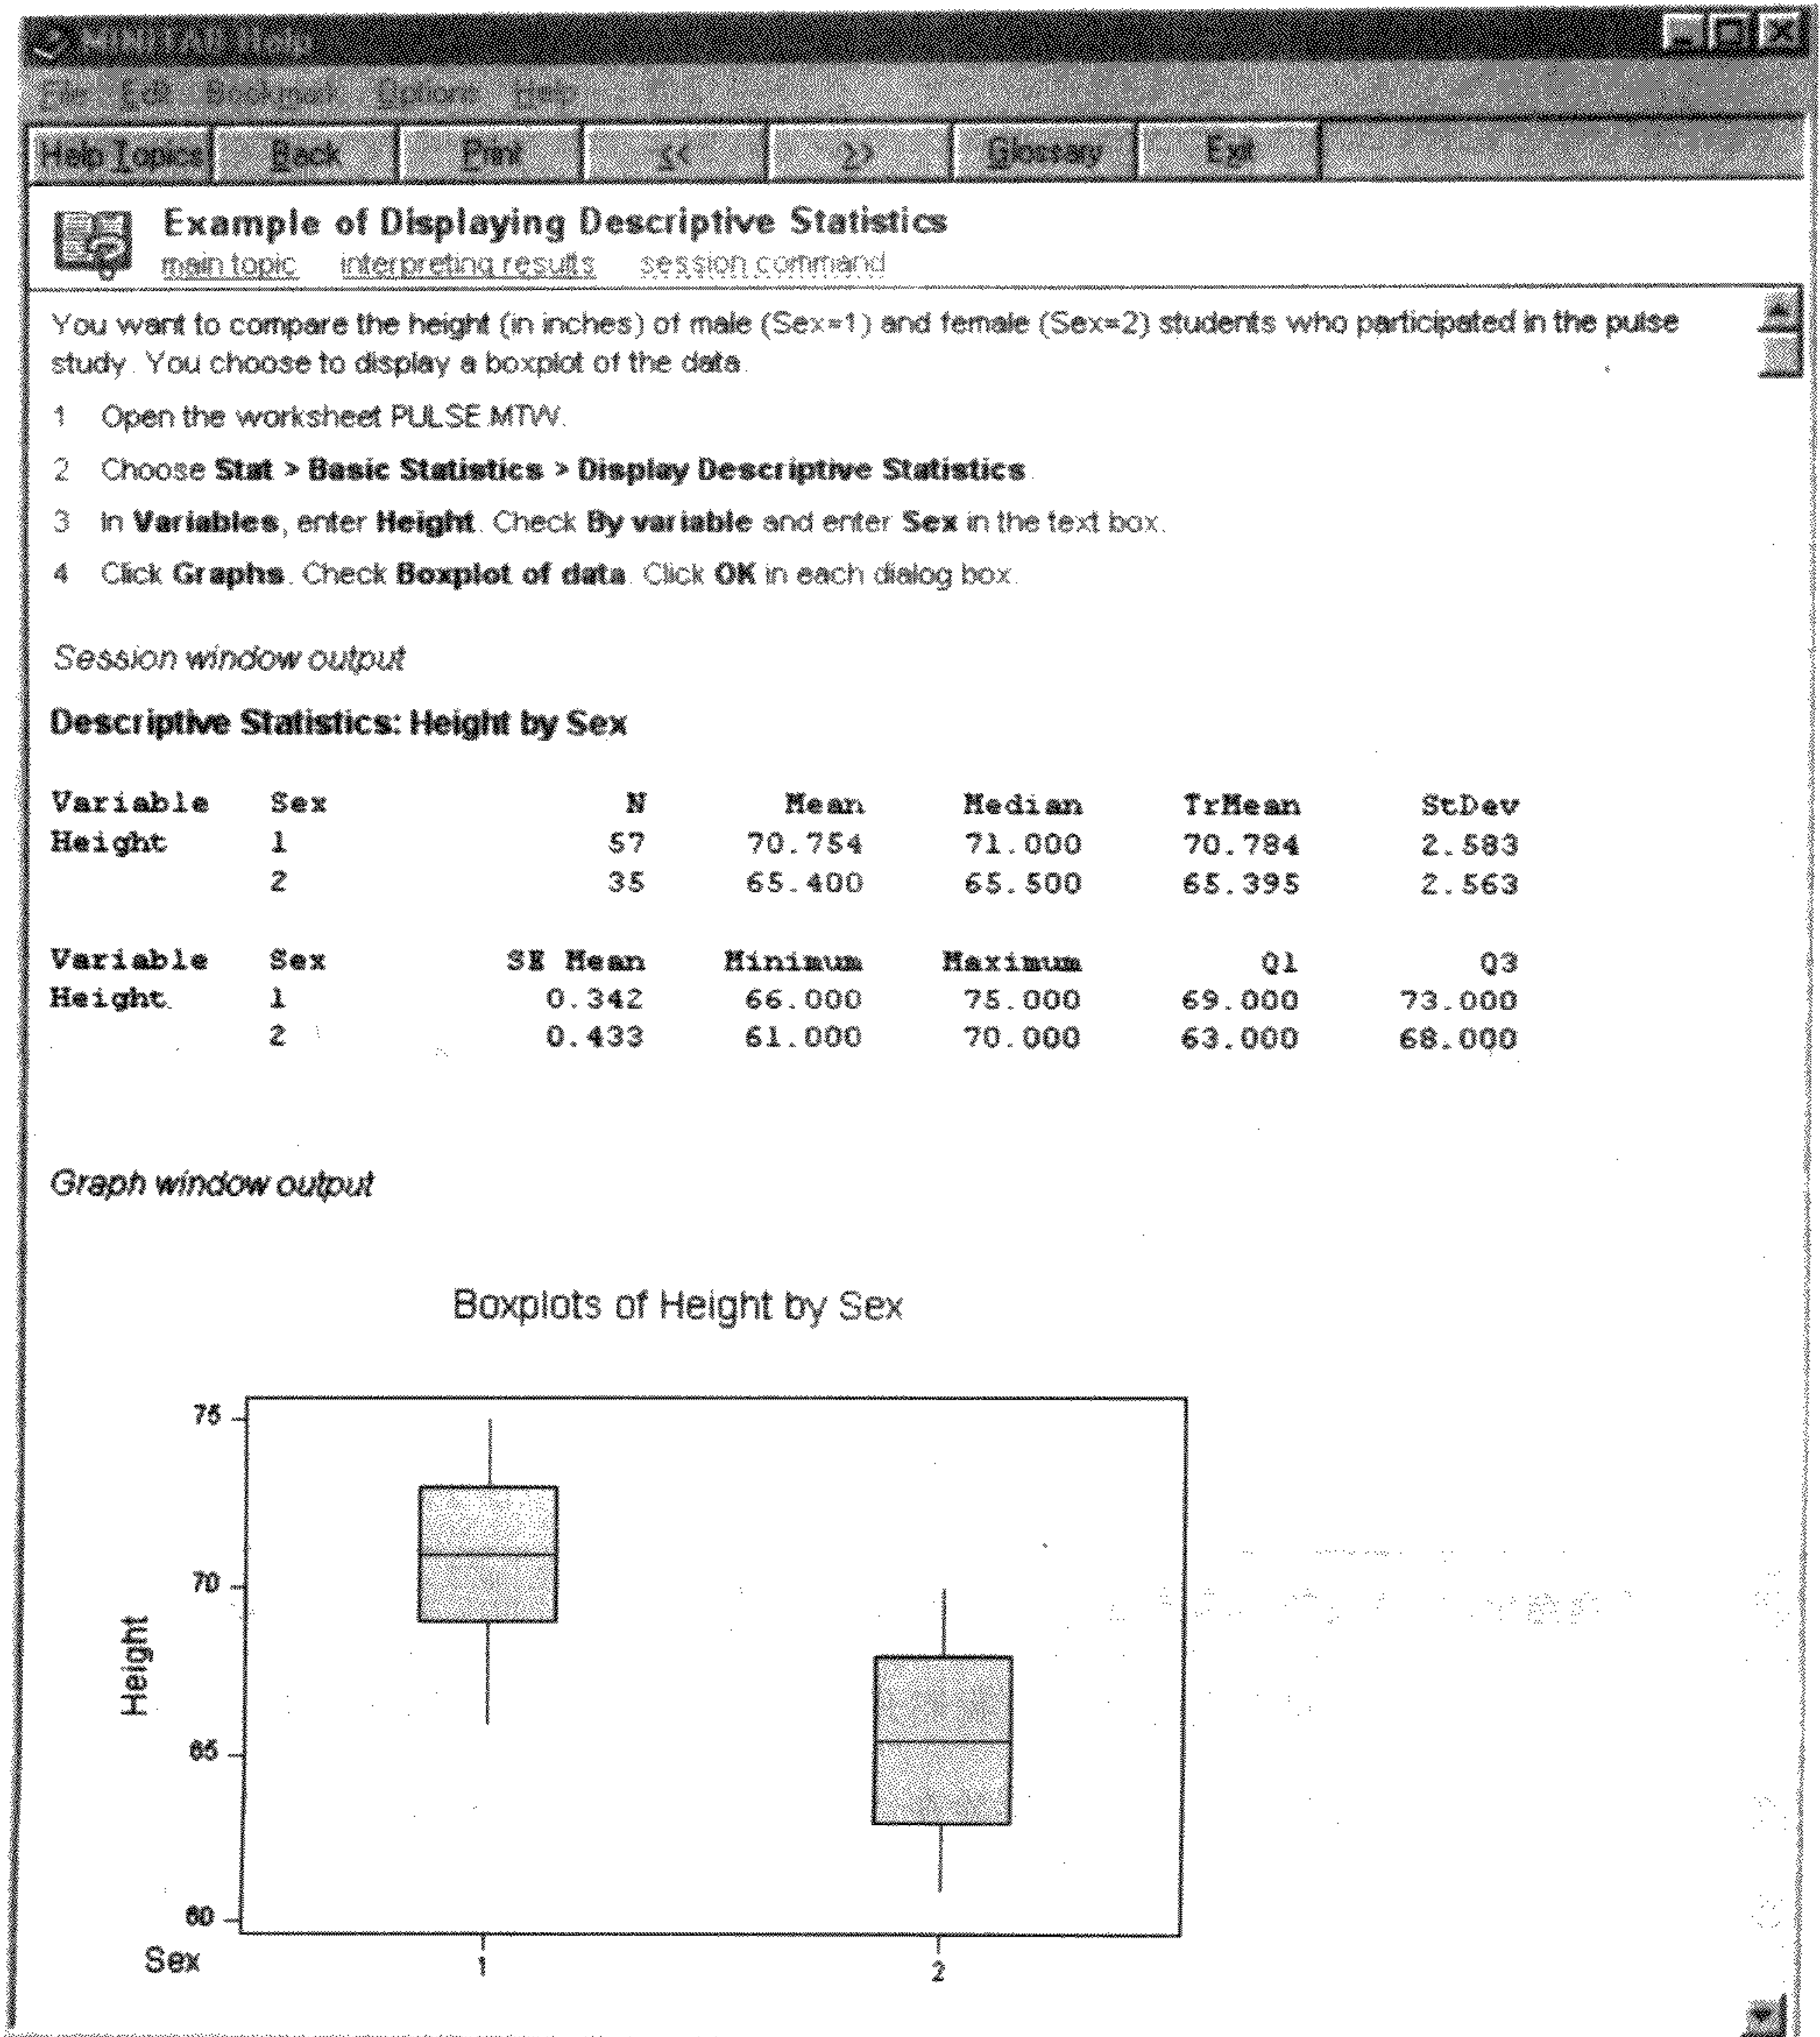 MINITAB Help
File Edit Bookmark Options Help
Help Topics Back Print << >> Glossary Exit
Example of Displaying Descriptive Statistics
main topic interpreting results session command
You want to compare the height (in inches) of male (Sex=1) and female (Sex=2) students who participated in the pulse
study. You choose to display a boxplot of the data.
1 Open the worksheet PULSE.MTW.
2 Choose Stat > Basic Statistics > Display Descriptive Statistics.
3 In Variables, enter Height. Check By variable and enter Sex in the text box.
4 Click Graphs. Check Boxplot of data. Click OK in each dialog box.
Session window output
Descriptive Statistics: Height by Sex
Variable Sex N Mean Median TrMean StDev
Height 1 57 70.754 71.000 70.784 2.583
2 35 65.400 65.500 65.395 2.563
Variable Sex SE Mean Minimum Maximum Q1 Q3
Height 1 0.342 66.000 75.000 69.000 73.000
2 0.433 61.000 70.000 63.000 68.000
Graph window output
Boxplots of Height by Sex
75
70
Height
65
60
Sex 1 2